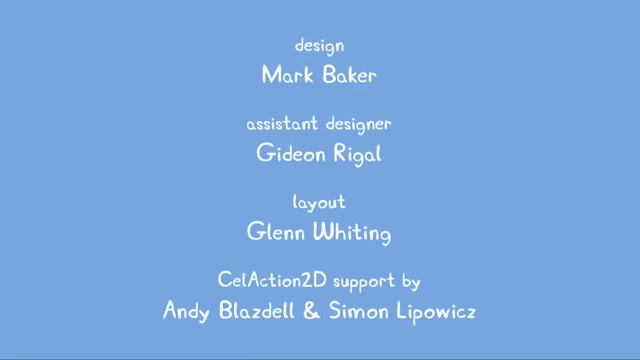 design
Mark Baker
assistant designer
Gideon Rigal
layout
Glenn Whiting
CelAction2D support by
Andy Blazdell & Simon Lipowicz